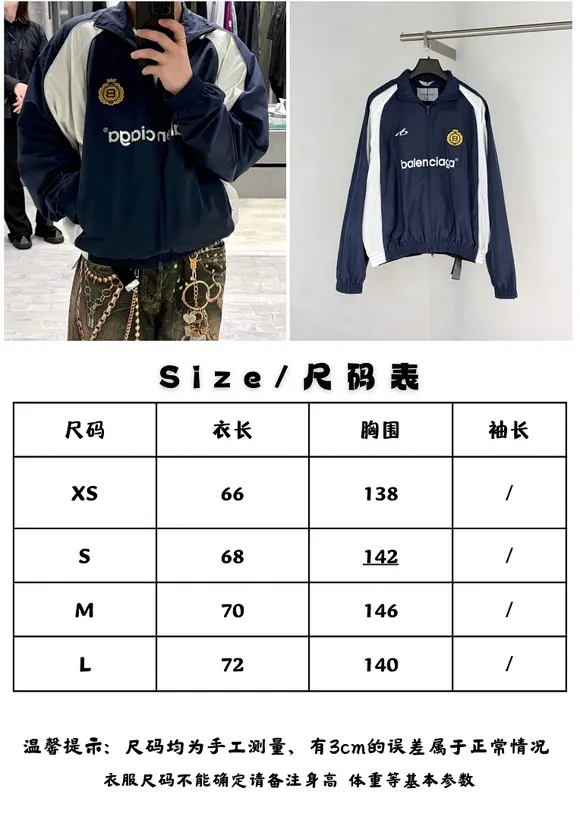 balenciaga
B
balenciaga
Size/尺码表
尺码 衣长 胸围 袖长
XS 66 138 /
S 68 142 /
M 70 146 /
L 72 140 /
温馨提示：尺码均为手工测量、有3cm的误差属于正常情况
衣服尺码不能确定请备注身高 体重等基本参数